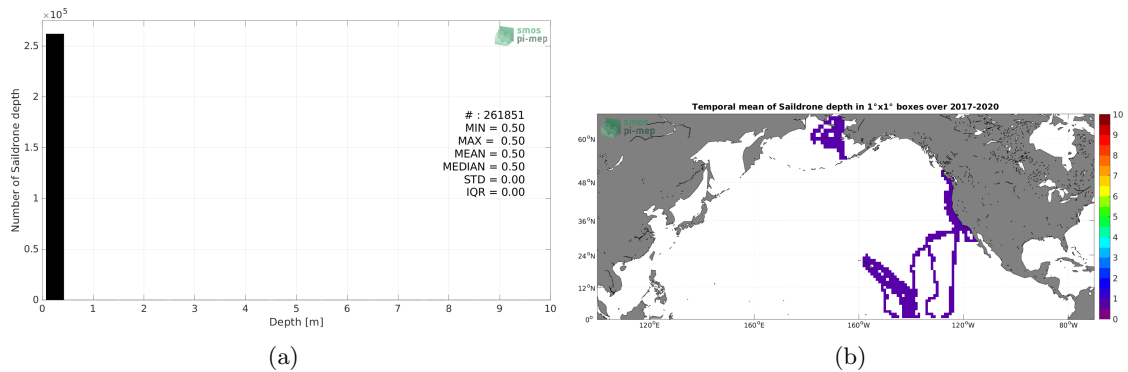 ×10⁵
smos
pi-mep
2.5
2
1.5
1
0.5
0
Number of Saildrone depth
# : 261851
MIN = 0.50
MAX = 0.50
MEAN = 0.50
MEDIAN = 0.50
STD = 0.00
IQR = 0.00
0 1 2 3 4 5 6 7 8 9 10
Depth [m]
(a)
Temporal mean of Saildrone depth in 1°x1° boxes over 2017-2020
smos
pi-mep
60°N
48°N
36°N
24°N
12°N
0°
120°E 160°E 160°W 120°W 80°W
10
9
8
7
6
5
4
3
2
1
0
(b)